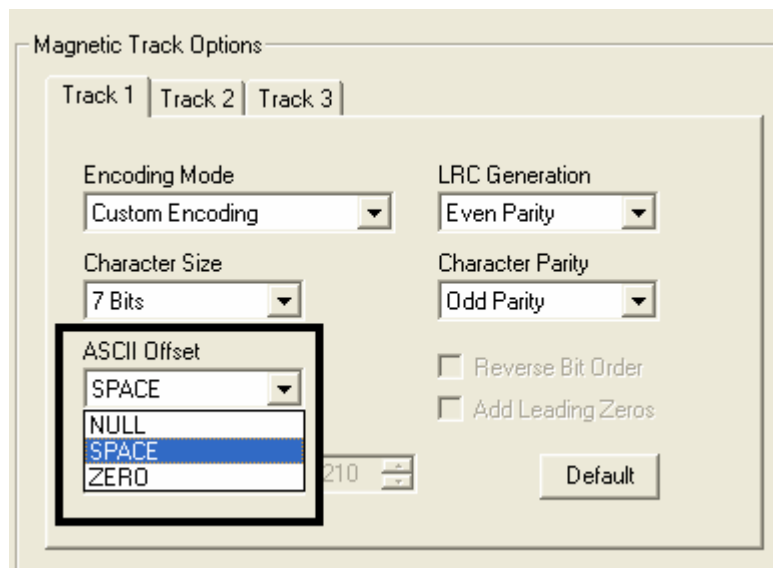 Magnetic Track Options
Track 1 Track 2 Track 3
Encoding Mode LRC Generation
Custom Encoding Even Parity
Character Size Character Parity
7 Bits Odd Parity
ASCII Offset
SPACE Reverse Bit Order
NULL Add Leading Zeros
SPACE
ZERO 210 Default